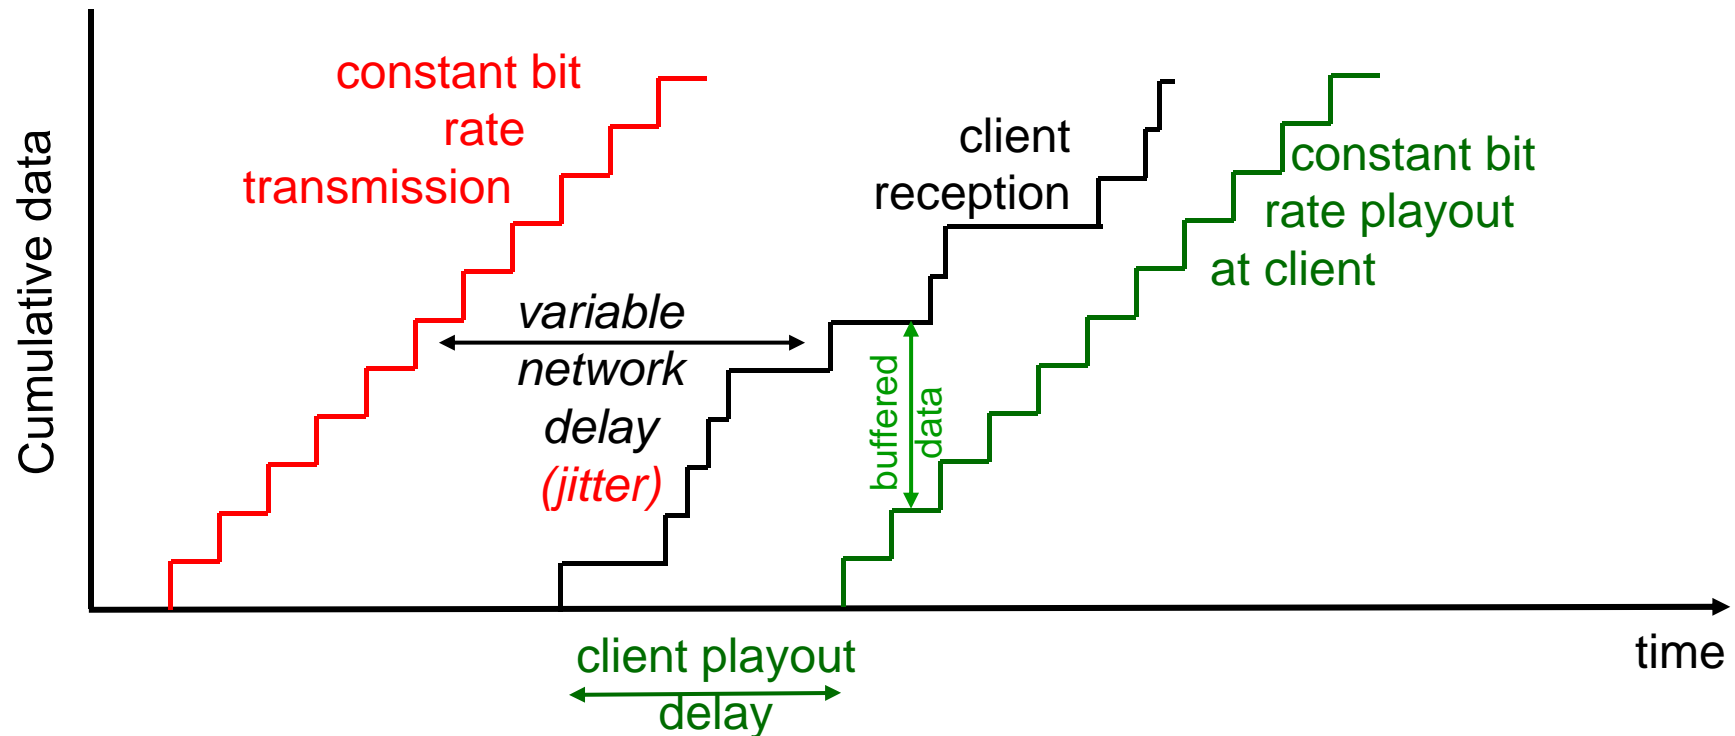 constant bit
rate
transmission
Cumulative data
variable
network
delay
(jitter)
client
reception
buffered
data
constant bit
rate playout
at client
time
client playout
delay